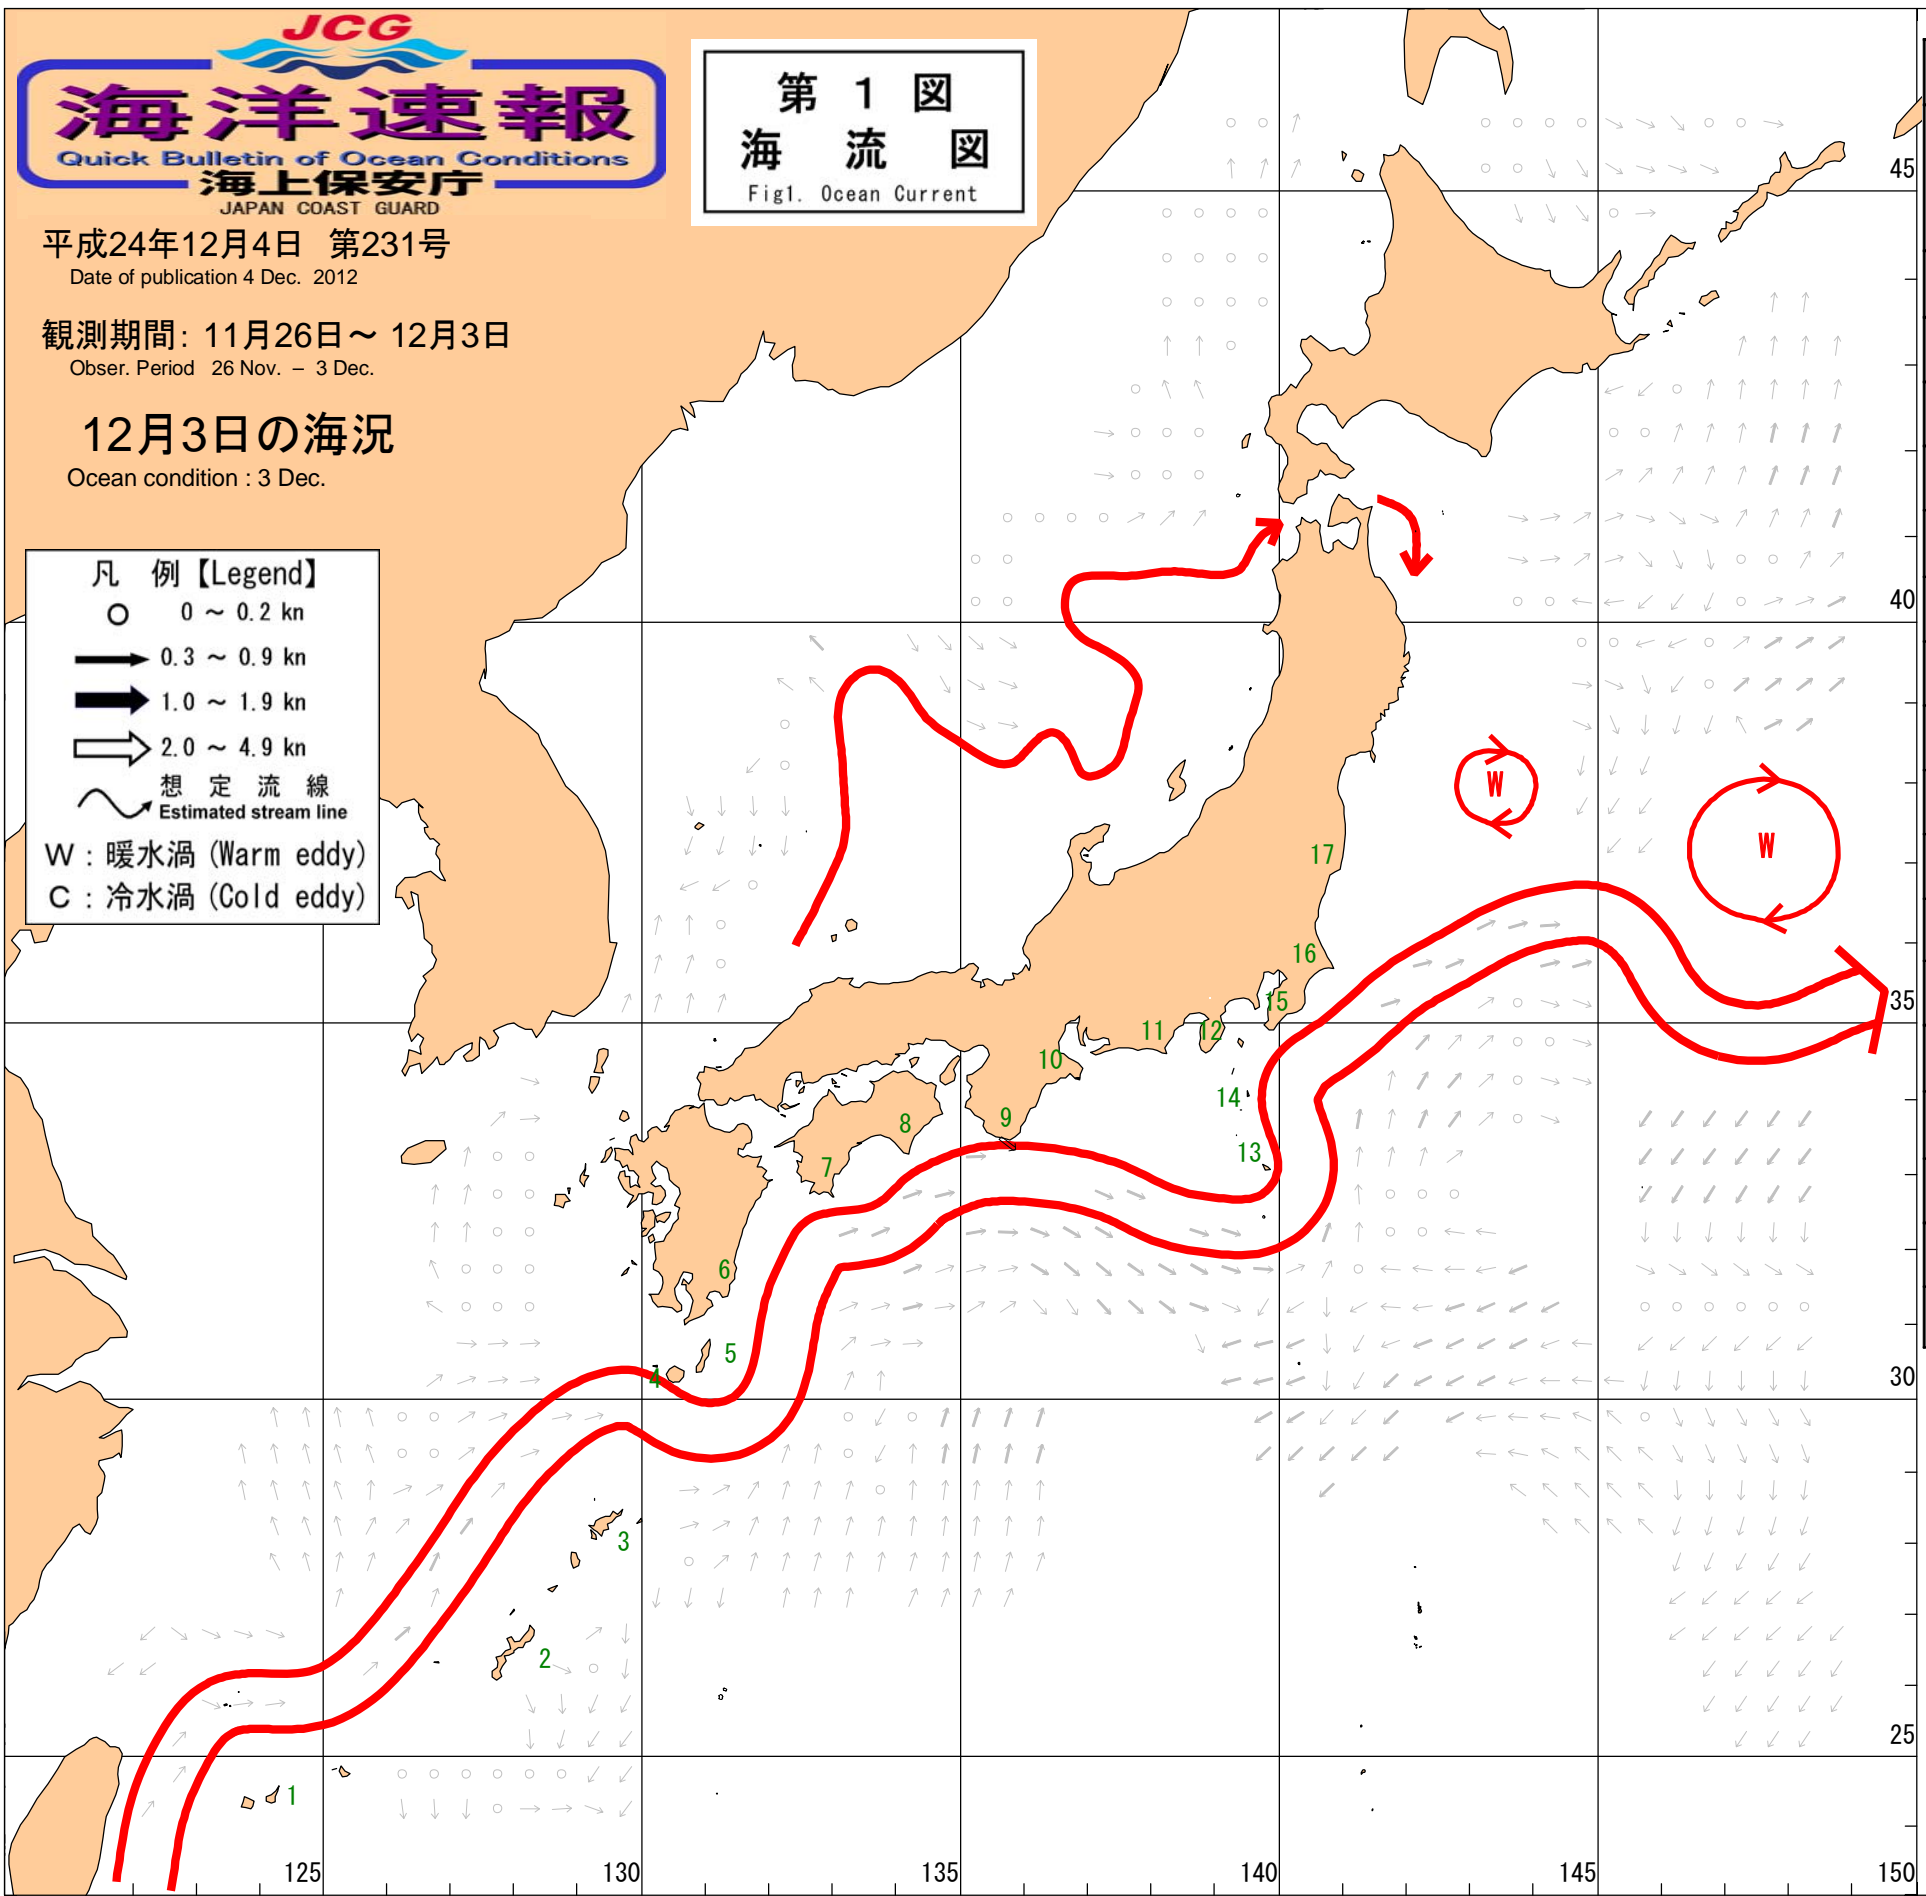 JCG
海洋速報
Quick Bulletin of Ocean Conditions
海上保安庁
JAPAN COAST GUARD
第 1 図
海 流 図
Fig1. Ocean Current
平成24年12月4日 第231号
Date of publication 4 Dec. 2012
観測期間: 11月26日～ 12月3日
Obser. Period 26 Nov. – 3 Dec.
12月3日の海況
Ocean condition : 3 Dec.
凡 例【Legend】
0 ～ 0.2 kn
0.3 ～ 0.9 kn
1.0 ～ 1.9 kn
2.0 ～ 4.9 kn
想 定 流 線
Estimated stream line
W : 暖水渦 (Warm eddy)
C : 冷水渦 (Cold eddy)
45
40
W
W
17
16
35
15
11
12
10
14
9
8
13
7
6
5
4
30
3
2
25
1
125
130
135
140
145
150